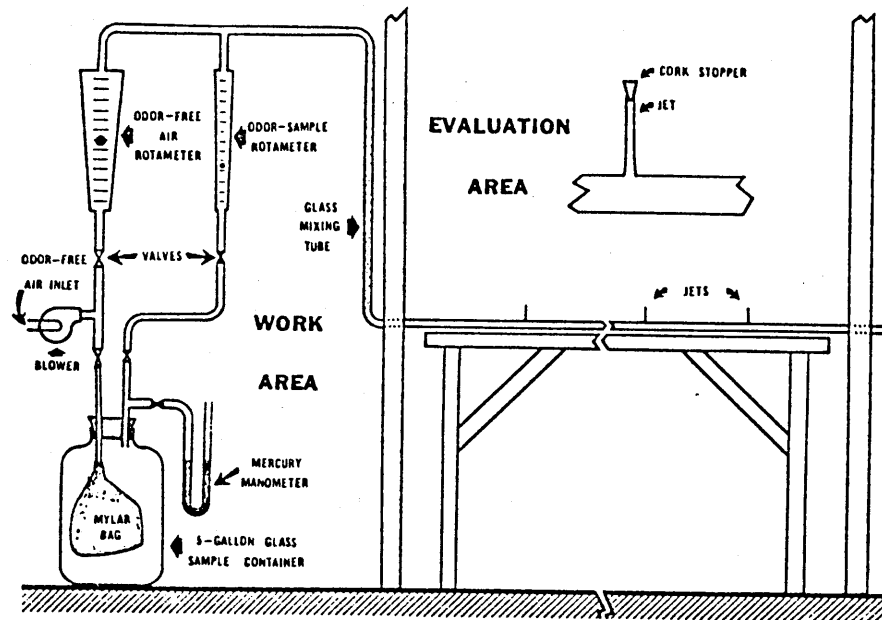 ODOR-FREE
AIR
ROTAMETER
ODOR-SAMPLE
ROTAMETER
EVALUATION
AREA
CORK STOPPER
JET
GLASS
MIXING
TUBE
ODOR-FREE
AIR INLET
VALVES
BLOWER
WORK
AREA
JETS
MERCURY
MANOMETER
MYLAR
BAG
5-GALLON GLASS
SAMPLE CONTAINER